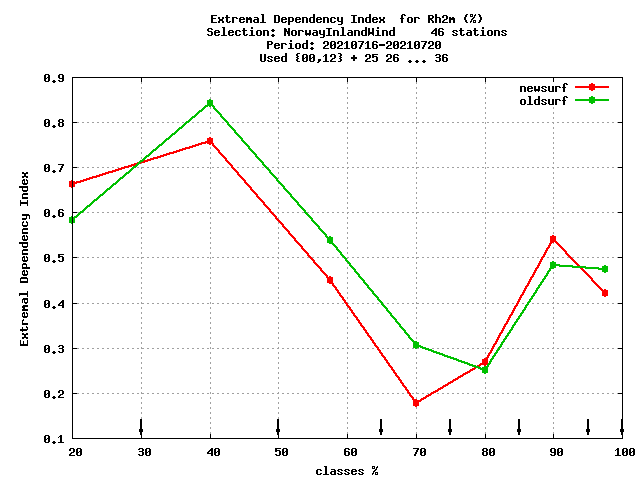 Extremal Dependency Index  for Rh2m (%)
Selection: NorwayInlandWind     46 stations
Period: 20210716-20210720
Used {00,12} + 25 26 ... 36
newsurf
oldsurf
Extremal Dependency Index
0.9
0.8
0.7
0.6
0.5
0.4
0.3
0.2
0.1
20 30 40 50 60 70 80 90 100
classes %